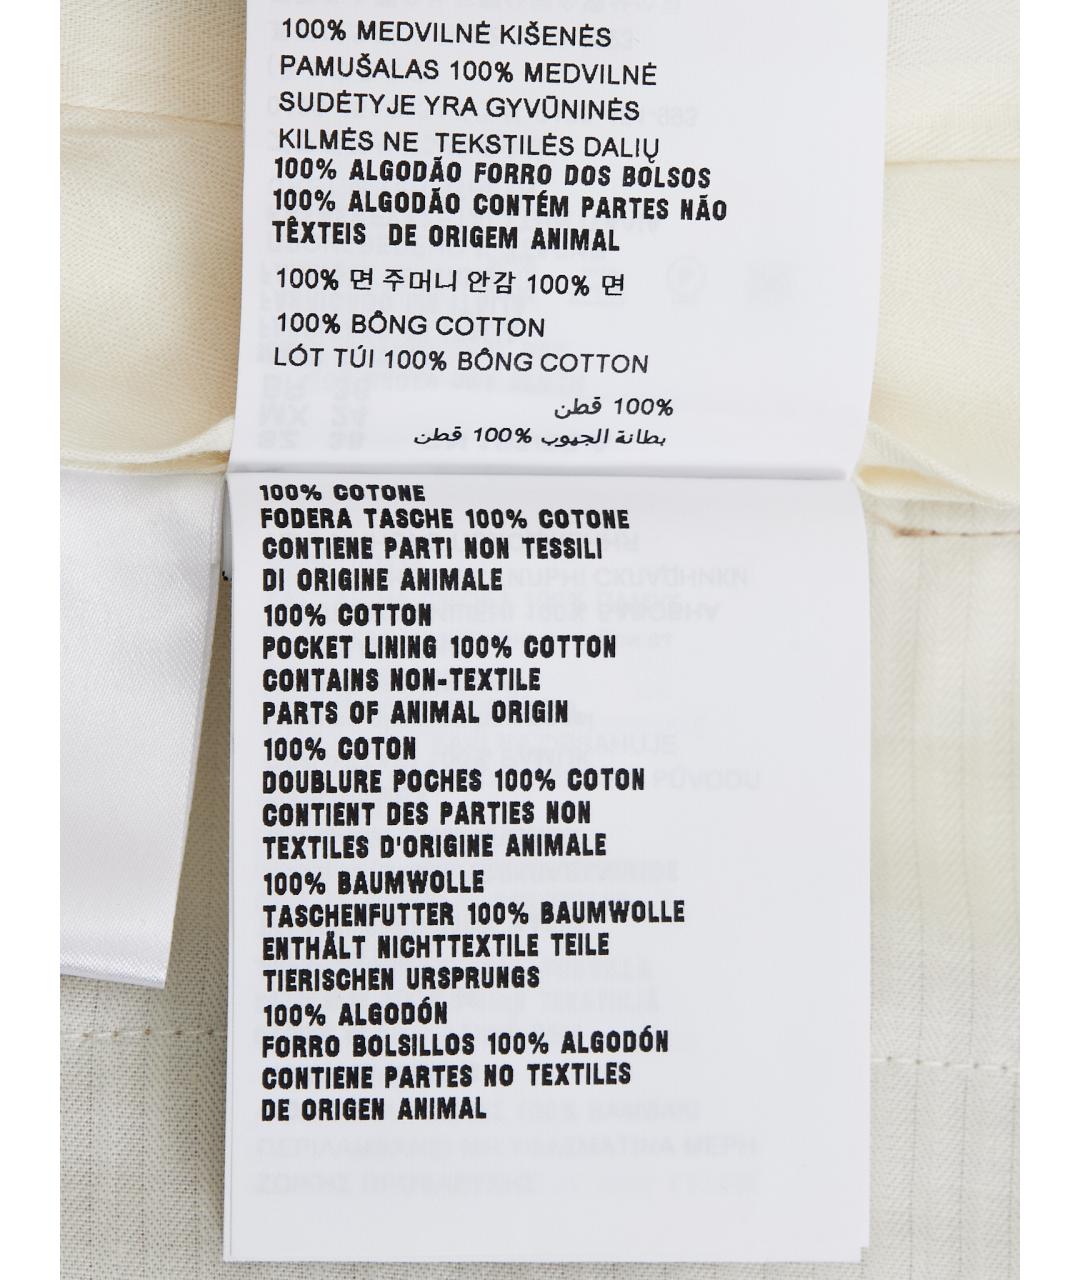 100% MEDVILNĖ KIŠENĖS
PAMUŠALAS 100% MEDVILNĖ
SUDĖTYJE YRA GYVŪNINĖS
KILMĖS NE TEKSTILĖS DALIŲ
100% ALGODÃO FORRO DOS BOLSOS
100% ALGODÃO CONTÉM PARTES NÃO
TÊXTEIS DE ORIGEM ANIMAL
100% 면 주머니 안감 100% 면
100% BÔNG COTTON
LÓT TÚI 100% BÔNG COTTON
100% قطن
بطانة الجيوب 100% قطن
100% COTONE
FODERA TASCHE 100% COTONE
CONTIENE PARTI NON TESSILI
DI ORIGINE ANIMALE
100% COTTON
POCKET LINING 100% COTTON
CONTAINS NON-TEXTILE
PARTS OF ANIMAL ORIGIN
100% COTON
DOUBLURE POCHES 100% COTON
CONTIENT DES PARTIES NON
TEXTILES D'ORIGINE ANIMALE
100% BAUMWOLLE
TASCHENFUTTER 100% BAUMWOLLE
ENTHÄLT NICHTTEXTILE TEILE
TIERISCHEN URSPRUNGS
100% ALGODÓN
FORRO BOLSILLOS 100% ALGODÓN
CONTIENE PARTES NO TEXTILES
DE ORIGEN ANIMAL